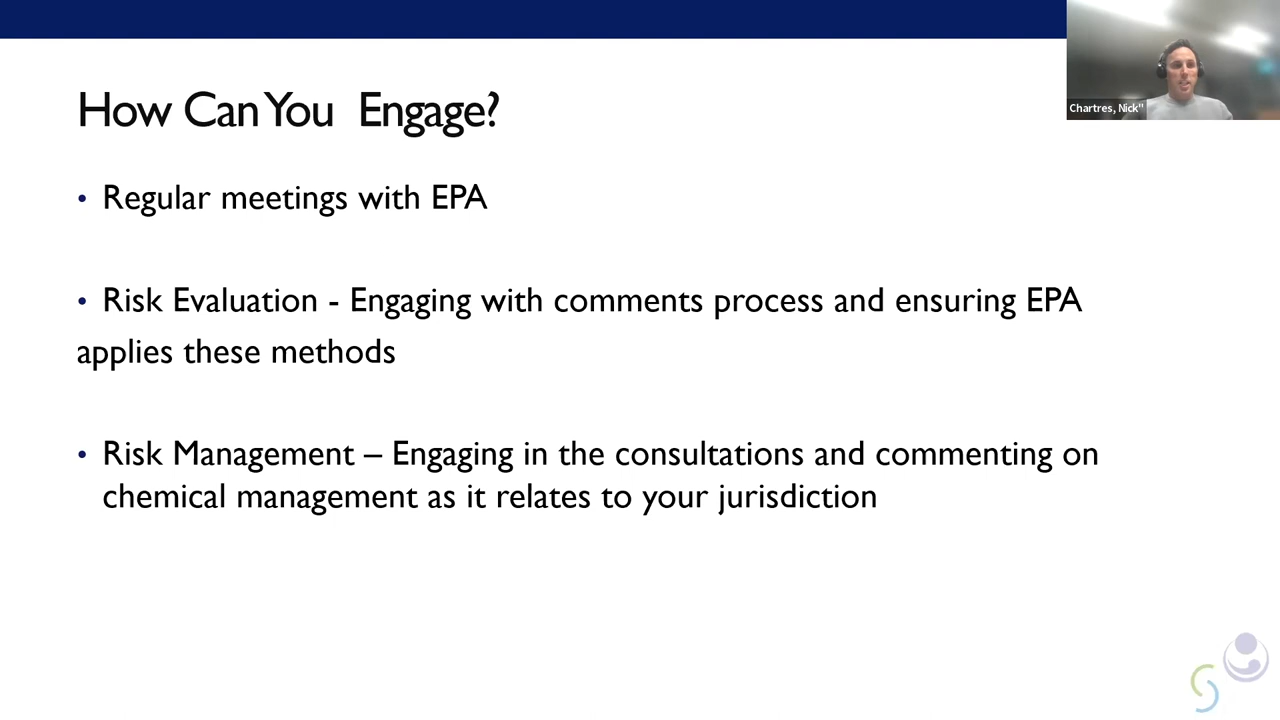 How Can You Engage?
Chartres, Nick"
• Regular meetings with EPA
• Risk Evaluation - Engaging with comments process and ensuring EPA
applies these methods
• Risk Management – Engaging in the consultations and commenting on
chemical management as it relates to your jurisdiction